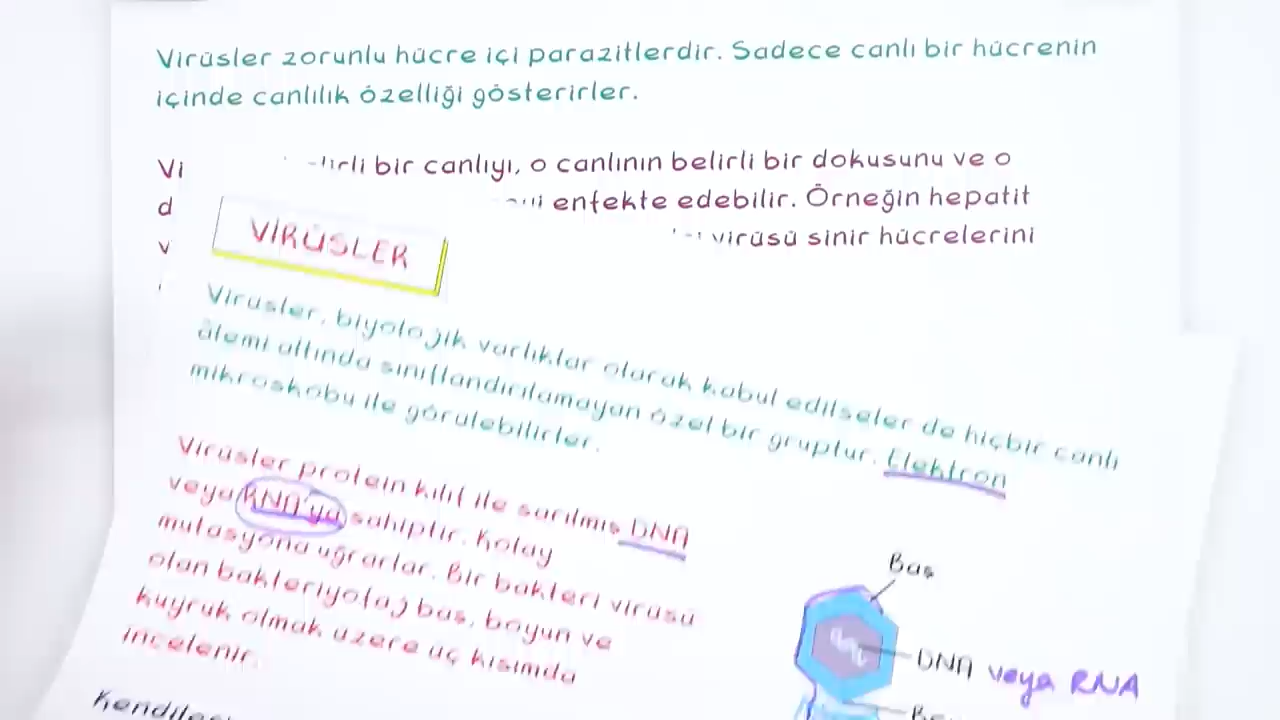 Virüsler zorunlu hücre içi parazitlerdir. Sadece canlı bir hücrenin
içinde canlılık özelliği gösterirler.
bir canlıyı, o canlının belirli bir dokusunu ve o
enfekte edebilir. Örneğin hepatit
virüsü sinir hücrelerini
VİRÜSLER
Virüsler, biyolojik varlıklar olarak kabul edilseler de hiçbir canlı
âlemi altında sınıflandırılamayan özel bir gruptur. Elektron
mikroskobu ile görülebilirler.
Virüsler protein kılıf ile sarılmış DNA
veya RNA'ya sahiptir. Kolay
mutasyona uğrarlar. Bir bakteri virüsü
olan bakteriyofaj baş, boyun ve
kuyruk olmak üzere üç kısımda
incelenir.
Baş
DNA veya RNA